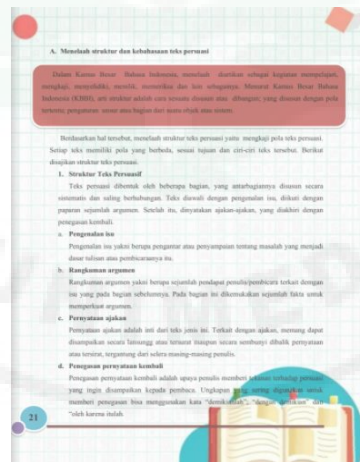 A. Menelaah struktur dan kebahasaan teks persuasi
Dalam Kamus Besar Bahasa Indonesia, menelaah diartikan sebagai kegiatan mempelajari,
mengkaji, menyelidiki, memilik, memeriksa dan lain sebagainya. Menurut Kamus Besar Bahasa
Indonesia (KBBI), arti struktur adalah cara sesuatu disusun atau dibangun; yang disusun dengan pola
tertentu; pengaturan unsur atau bagian dari suatu objek atau sistem.
Berdasatkan hal tersebut, menelaah struktur persuasi yaitu mengkaji pola teks persuasi.
Setiap teks memiliki pola yang berbeda, sesuai tujuan dan ciri-ciri teks tersebut. Berikut
disajikan struktur teks persuasi.
1. Struktur Teks Persuasif
Teks persuasi dibentuk oleh beberapa bagian, yang antarbagiannya disusun secara
sistematis dan saling berhubungan. Teks diawali dengan pengenalan isu, diikuti dengan
paparan sejumlah argumen. Setelah itu, dinyatakan ajakan-ajakan, yang diakhiri dengan
penegasan kembali.
a. Pengenalan isu
Pengenalan isu yakni berupa pengantar atau penyampaian tentang masalah yang menjadi
dasar tulisan atau pembicaraanya itu.
b. Rangkuman argumen
Rangkuman argumen yakni berupa sejumlah pendapat penulis/pembicara terkait dengan
isu yang pada bagian sebelumnya. Pada bagian ini dikemukakan sejumlah fakta untuk
memperkuat argumen.
c. Pernyataan ajakan
Pernyataan ajakan adalah inti dari teks jenis ini. Terkait dengan ajakan, memang dapat
disampaikan secara lansung atau tersurat maupun secara sembunyi dibalik pernyataan
atau tersirat, tergantung dari selera masing-masing penulis.
d. Penegasan pernyataan kembali
Penegasan pernyataan kembali adalah upaya penulis memberi tekanan terhadap persuasi
yang ingin disampaikan kepada pembaca. Ungkapan yang sering digunakan untuk
memberi penegasan bisa menggunakan kata "demikianlah", "dengan demikian" dan
"oleh karena itulah
21